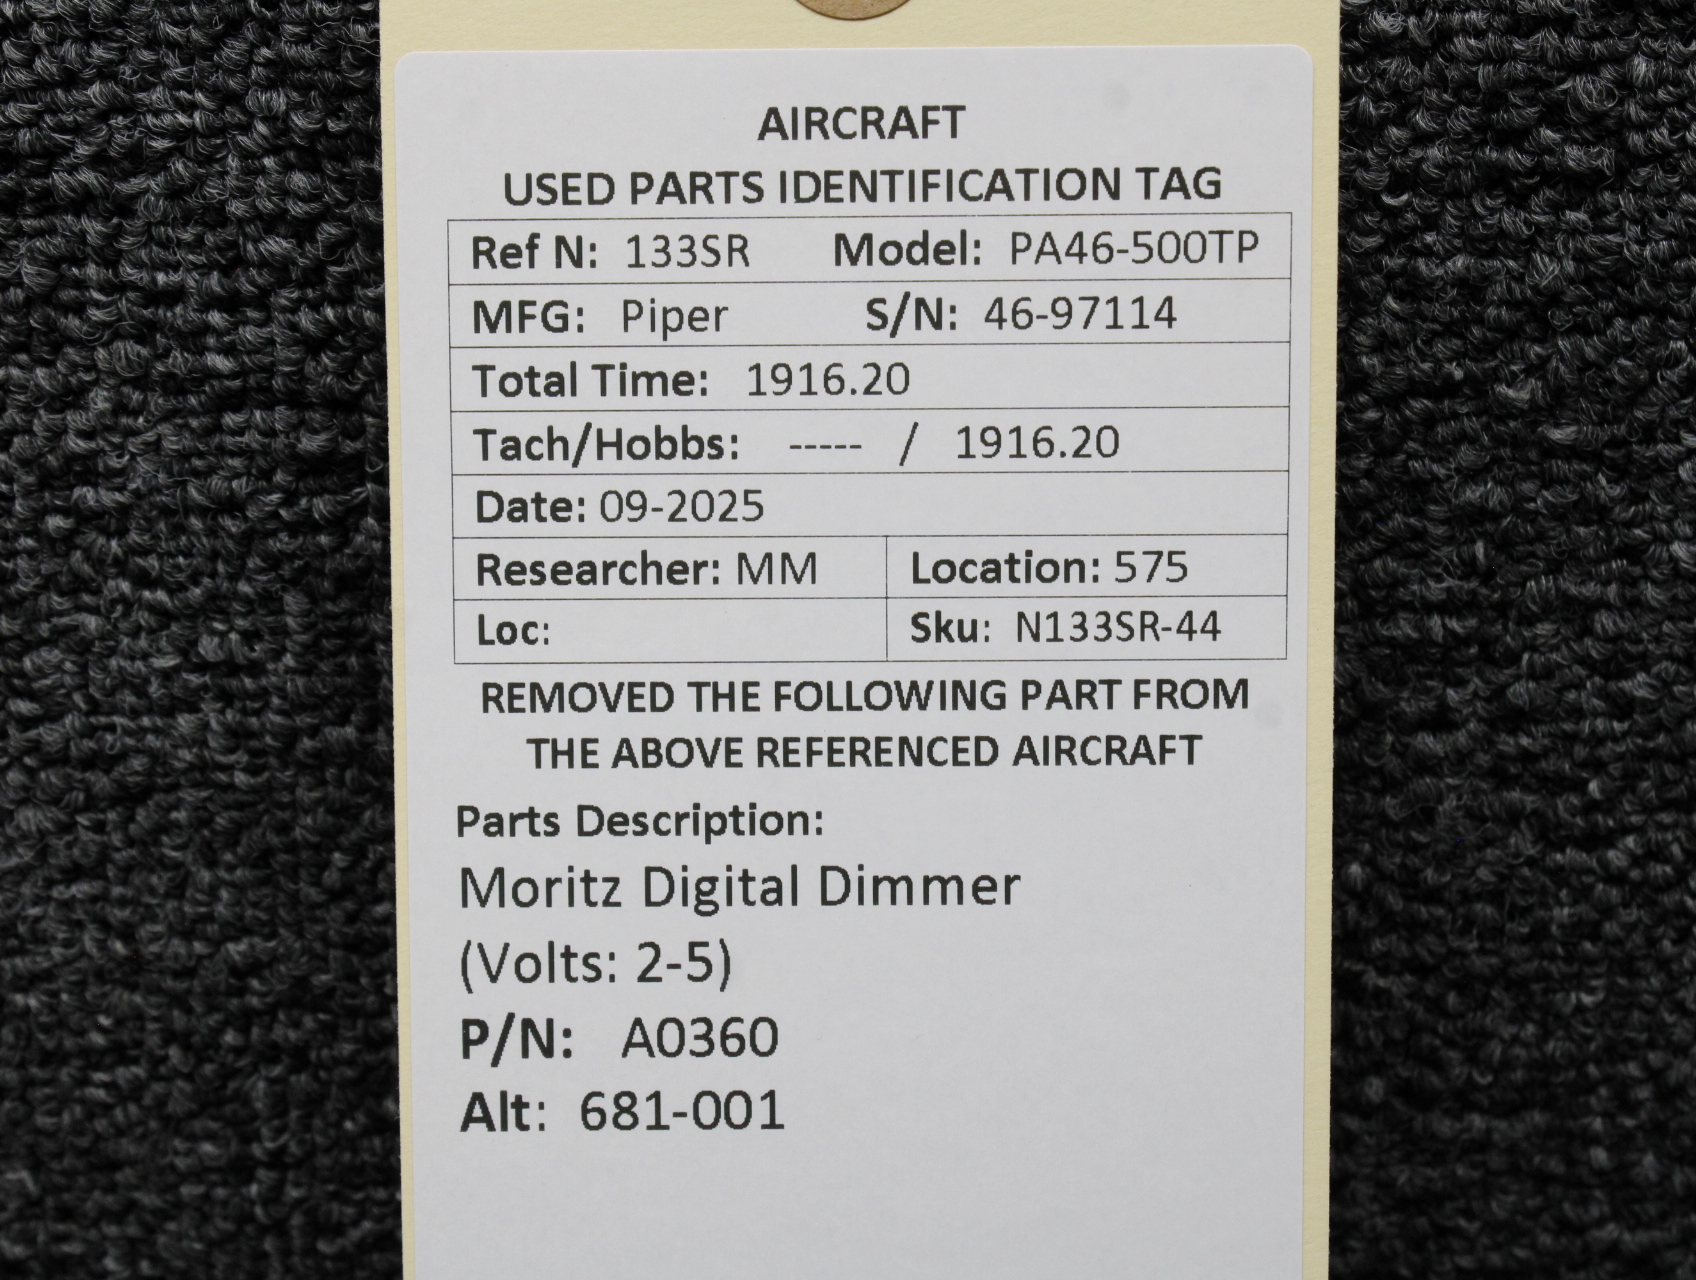 AIRCRAFT
USED PARTS IDENTIFICATION TAG
Ref N: 133SR Model: PA46-500TP
MFG: Piper S/N: 46-97114
Total Time: 1916.20
Tach/Hobbs: ----- / 1916.20
Date: 09-2025
Researcher: MM Location: 575
Loc: Sku: N133SR-44
REMOVED THE FOLLOWING PART FROM
THE ABOVE REFERENCED AIRCRAFT
Parts Description:
Moritz Digital Dimmer
(Volts: 2-5)
P/N: A0360
Alt: 681-001